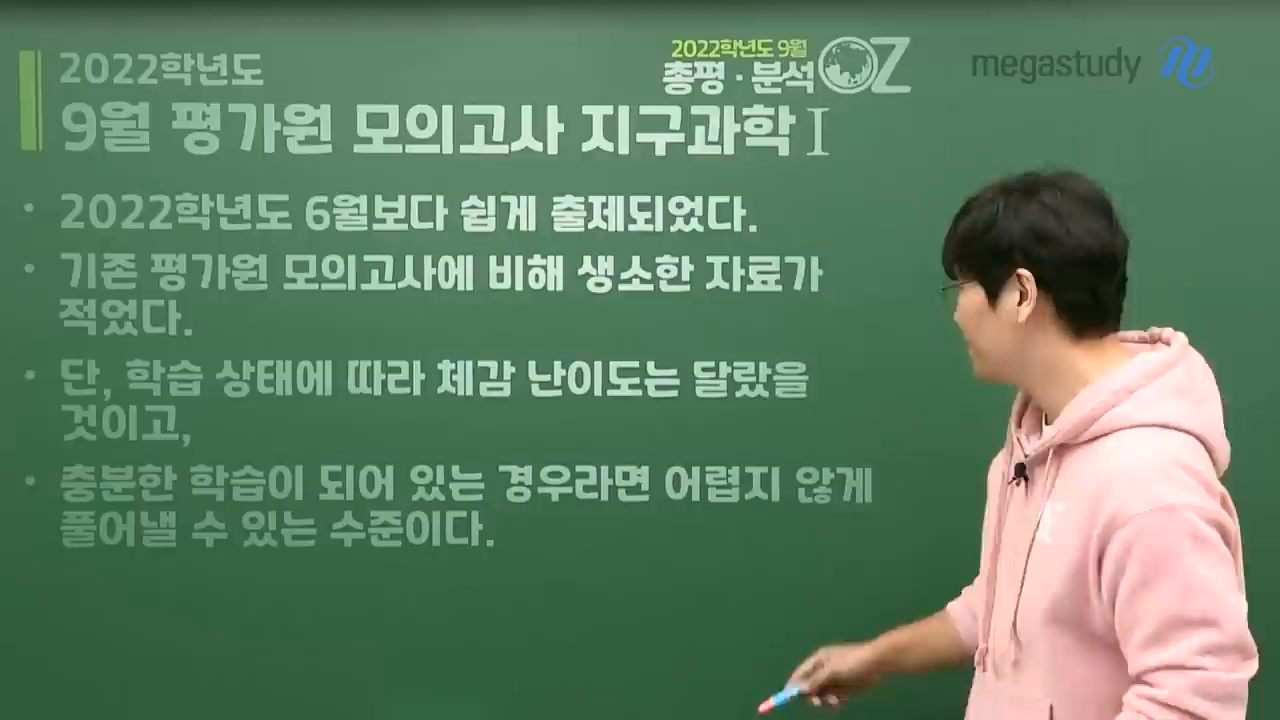 2022학년도
9월 평가원 모의고사 지구과학I
2022학년도 9월
총평·분석 OZ
megastudy
• 2022학년도 6월보다 쉽게 출제되었다.
• 기존 평가원 모의고사에 비해 생소한 자료가
적었다.
• 단, 학습 상태에 따라 체감 난이도는 달랐을
것이고,
• 충분한 학습이 되어 있는 경우라면 어렵지 않게
풀어낼 수 있는 수준이다.